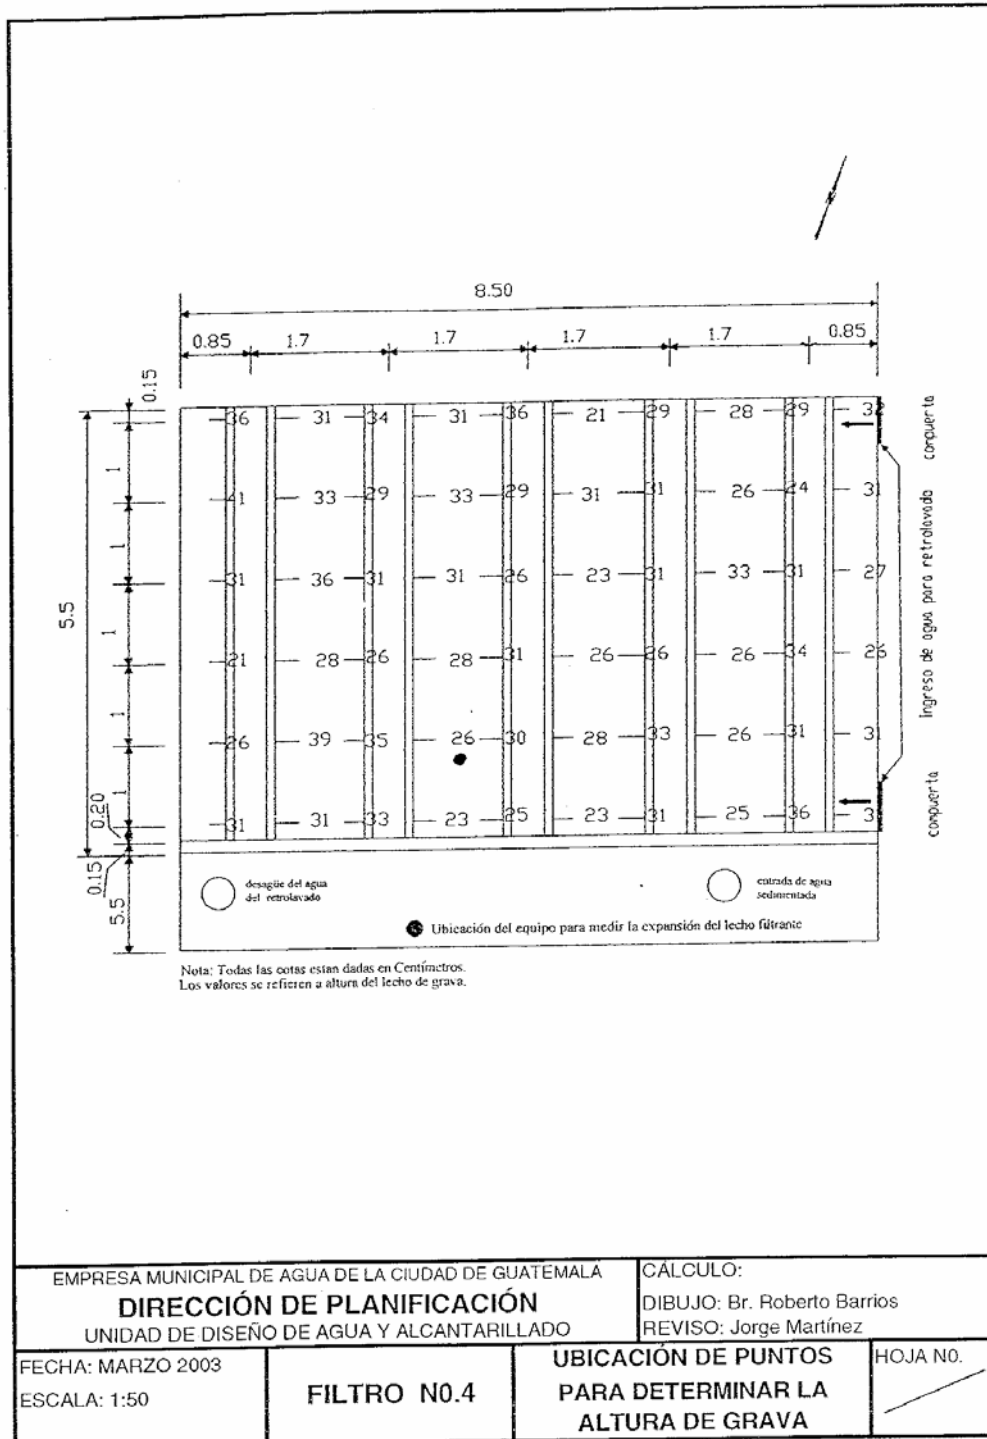 8.50
0.85 1.7 1.7 1.7 1.7 0.85
0.15
36 31 34 31 36 21 29 28 29 32
1
41 33 29 33 29 31 31 26 24 31
1
31 36 31 31 26 23 31 33 31 27
5.5
1
21 28 26 28 31 26 26 26 34 26
1
26 39 35 26 30 28 33 26 31 31
1
31 31 33 23 25 23 31 25 36
0.20
0.15
5.5
compuerta
Ingreso de agua para retrolavado
compuerta
desagüe del agua
del retrolavado
entrada de agua
sedimentada
Ubicación del equipo para medir la expansión del lecho filtrante
Nota: Todas las cotas estan dadas en Centímetros.
Los valores se refieren a altura del lecho de grava.
EMPRESA MUNICIPAL DE AGUA DE LA CIUDAD DE GUATEMALA
DIRECCIÓN DE PLANIFICACIÓN
UNIDAD DE DISEÑO DE AGUA Y ALCANTARILLADO
CÁLCULO:
DIBUJO: Br. Roberto Barrios
REVISO: Jorge Martínez
FECHA: MARZO 2003
ESCALA: 1:50
FILTRO N0.4
UBICACIÓN DE PUNTOS
PARA DETERMINAR LA
ALTURA DE GRAVA
HOJA N0.